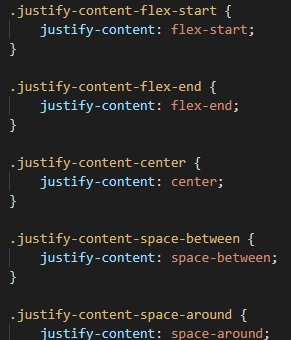 .justify-content-flex-start {
    justify-content: flex-start;
}

.justify-content-flex-end {
    justify-content: flex-end;
}

.justify-content-center {
    justify-content: center;
}

.justify-content-space-between {
    justify-content: space-between;
}

.justify-content-space-around {
    justify-content: space-around;